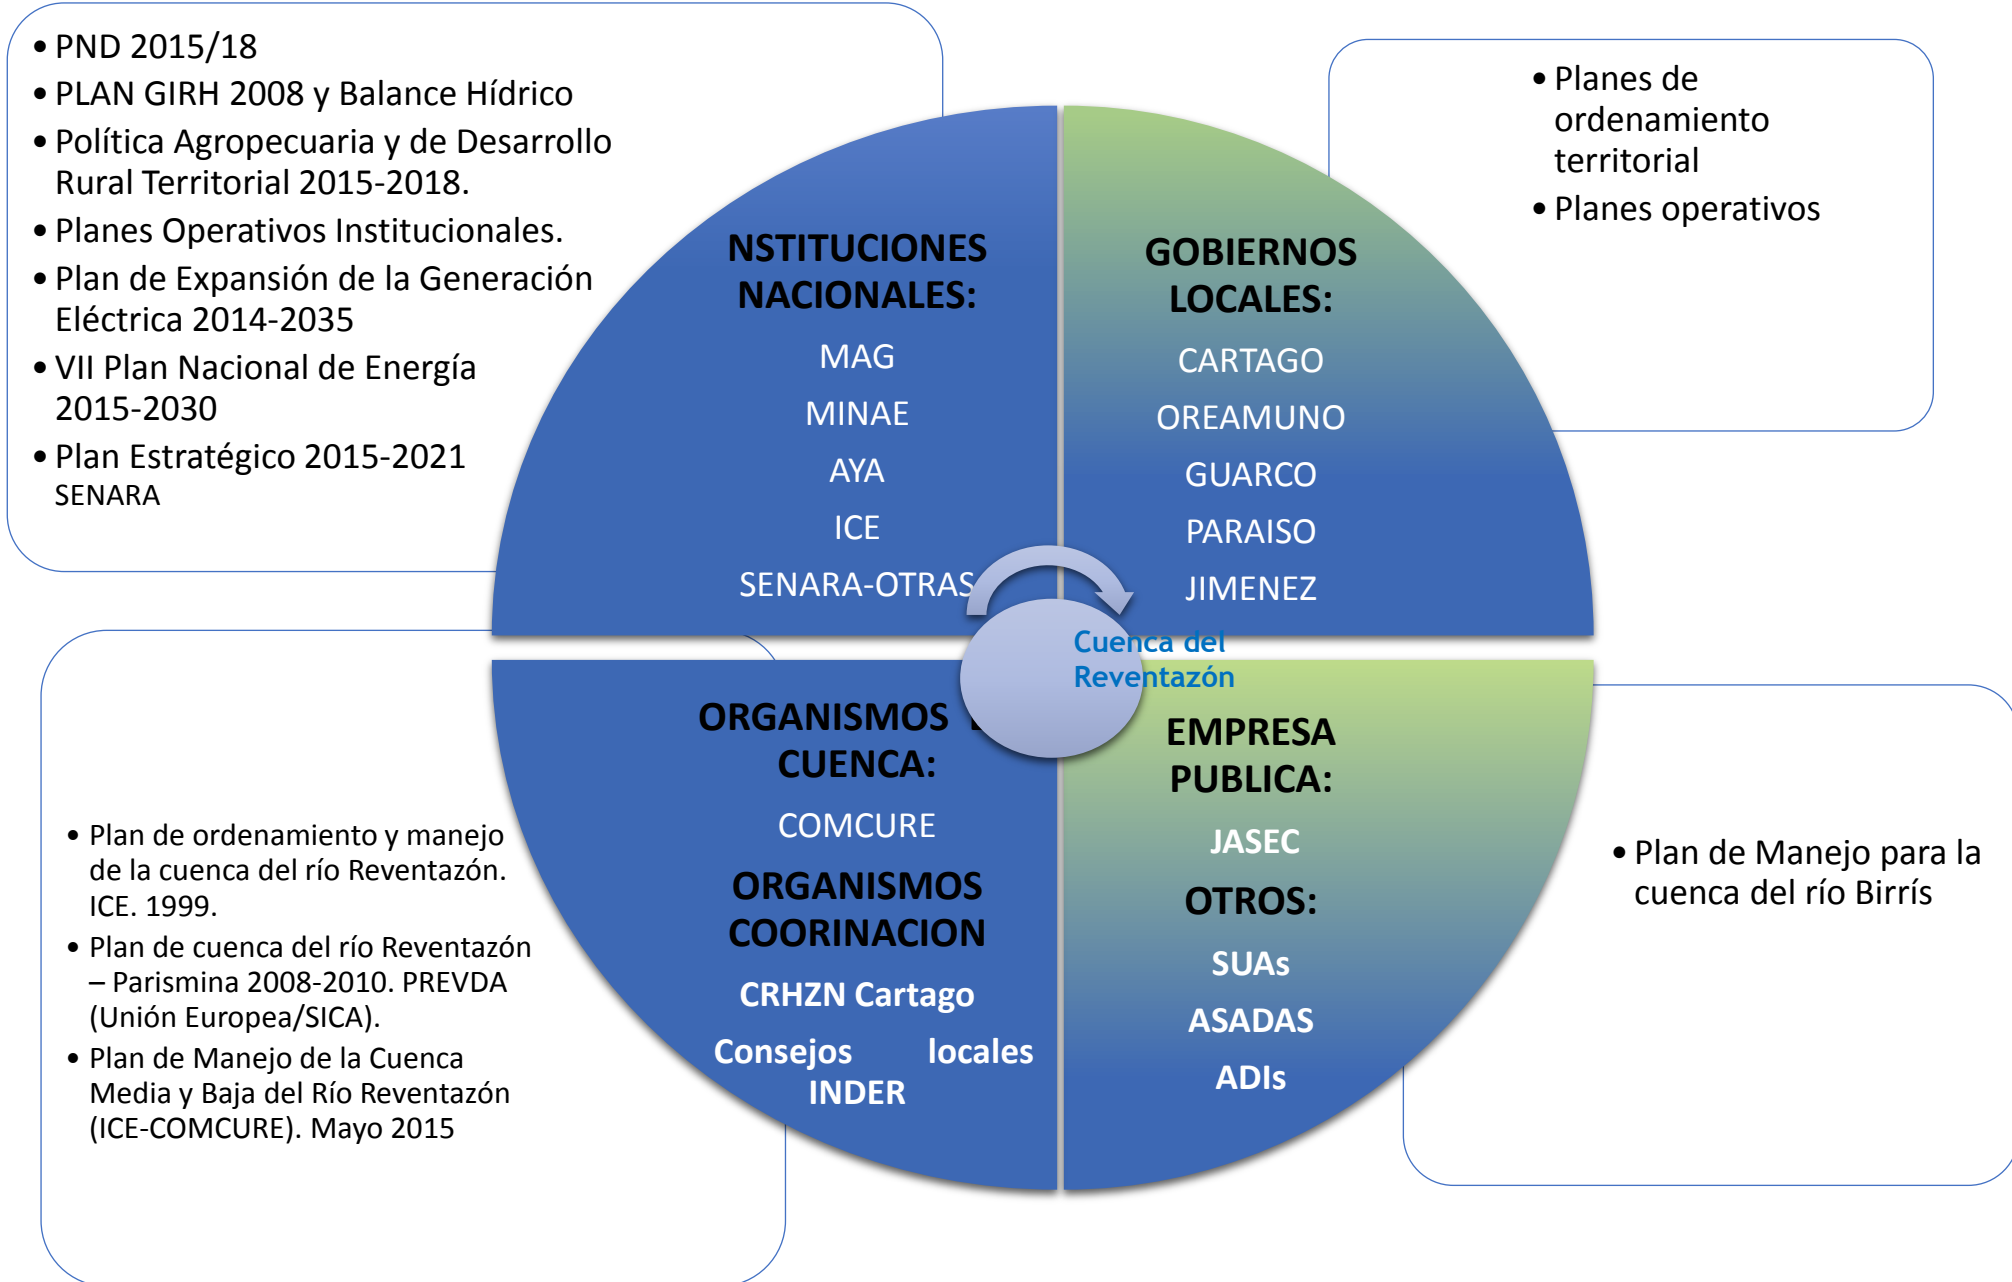 • PND 2015/18
• PLAN GIRH 2008 y Balance Hídrico
• Política Agropecuaria y de Desarrollo
Rural Territorial 2015-2018.
• Planes Operativos Institucionales.
• Plan de Expansión de la Generación
Eléctrica 2014-2035
• VII Plan Nacional de Energía
2015-2030
• Plan Estratégico 2015-2021
SENARA
NSTITUCIONES
NACIONALES:
MAG
MINAE
AYA
ICE
SENARA-OTRAS
GOBIERNOS
LOCALES:
CARTAGO
OREAMUNO
GUARCO
PARAISO
JIMENEZ
• Planes de
ordenamiento
territorial
• Planes operativos
Cuenca del
Reventazón
• Plan de ordenamiento y manejo
de la cuenca del río Reventazón.
ICE. 1999.
• Plan de cuenca del río Reventazón
– Parismina 2008-2010. PREVDA
(Unión Europea/SICA).
• Plan de Manejo de la Cuenca
Media y Baja del Río Reventazón
(ICE-COMCURE). Mayo 2015
ORGANISMOS
CUENCA:
COMCURE
ORGANISMOS
COORINACION
CRHZN Cartago
Consejos locales
INDER
EMPRESA
PUBLICA:
JASEC
OTROS:
SUAs
ASADAS
ADIs
• Plan de Manejo para la
cuenca del río Birrís